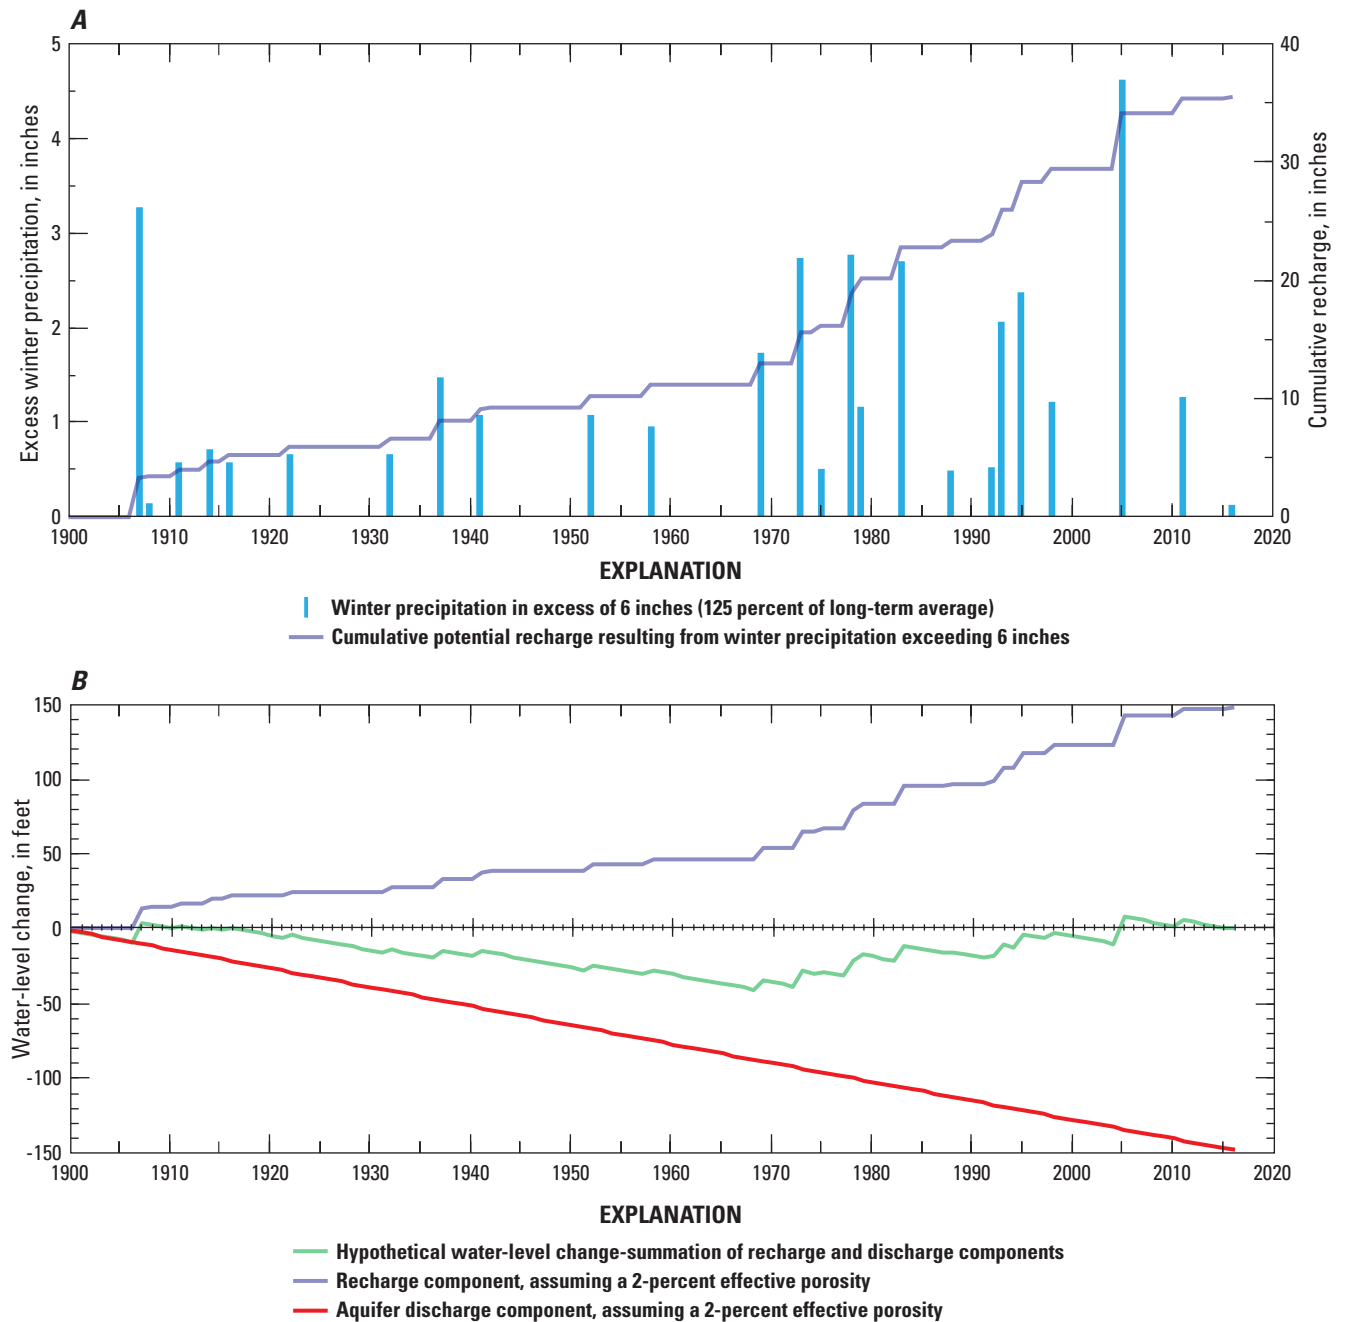 A
5
4
3
2
1
0
Excess winter precipitation, in inches
40
30
20
10
0
Cumulative recharge, in inches
1900 1910 1920 1930 1940 1950 1960 1970 1980 1990 2000 2010 2020
EXPLANATION
Winter precipitation in excess of 6 inches (125 percent of long-term average)
Cumulative potential recharge resulting from winter precipitation exceeding 6 inches
B
150
100
50
0
-50
-100
-150
Water-level change, in feet
1900 1910 1920 1930 1940 1950 1960 1970 1980 1990 2000 2010 2020
EXPLANATION
Hypothetical water-level change-summation of recharge and discharge components
Recharge component, assuming a 2-percent effective porosity
Aquifer discharge component, assuming a 2-percent effective porosity